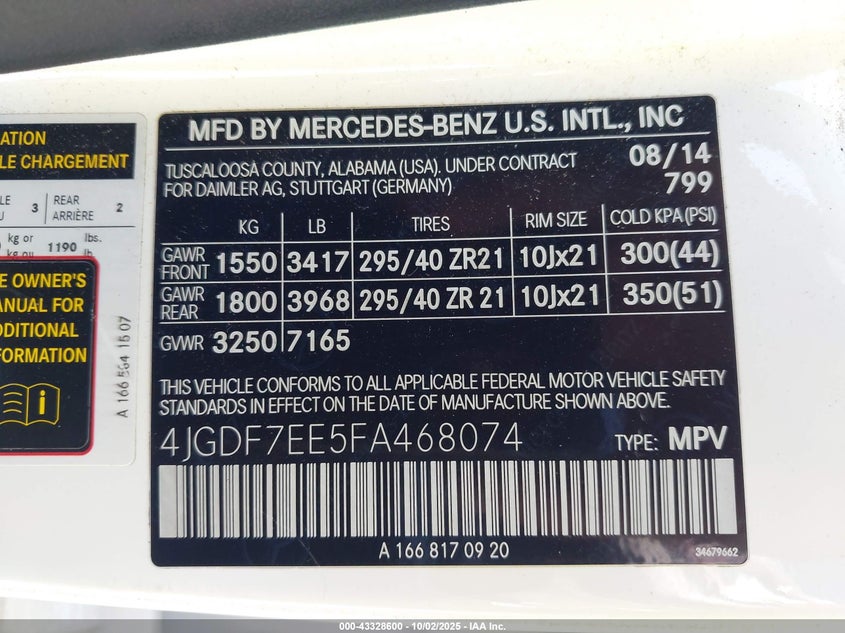 ATION
LE CHARGEMENT
LE
U 3 REAR
ARRIÈRE 2
kg or
kg ou 1190 lbs.
lb
E OWNER'S
ANUAL FOR
DDITIONAL
FORMATION
i
A 166 584 15 07
MFD BY MERCEDES-BENZ U.S. INTL., INC
TUSCALOOSA COUNTY, ALABAMA (USA). UNDER CONTRACT 08/14
FOR DAIMLER AG, STUTTGART (GERMANY) 799
KG LB TIRES RIM SIZE COLD KPA(PSI)
GAWR FRONT 1550 3417 295/40 ZR21 10Jx21 300(44)
GAWR REAR 1800 3968 295/40 ZR 21 10Jx21 350(51)
GVWR 3250 7165
THIS VEHICLE CONFORMS TO ALL APPLICABLE FEDERAL MOTOR VEHICLE SAFETY
STANDARDS IN EFFECT ON THE DATE OF MANUFACTURE SHOWN ABOVE.
4JGDF7EE5FA468074 TYPE: MPV
A 166 817 09 20 34679662
000-43328600 - 10/02/2025 - IAA Inc.